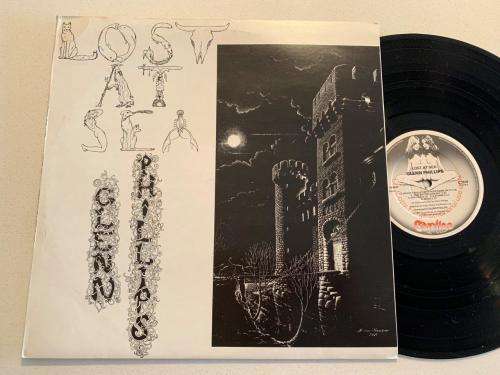 LOST
AT
SEA
GLENN
PHILLIPS
LOST AT SEA
GLENN PHILLIPS
Caroline